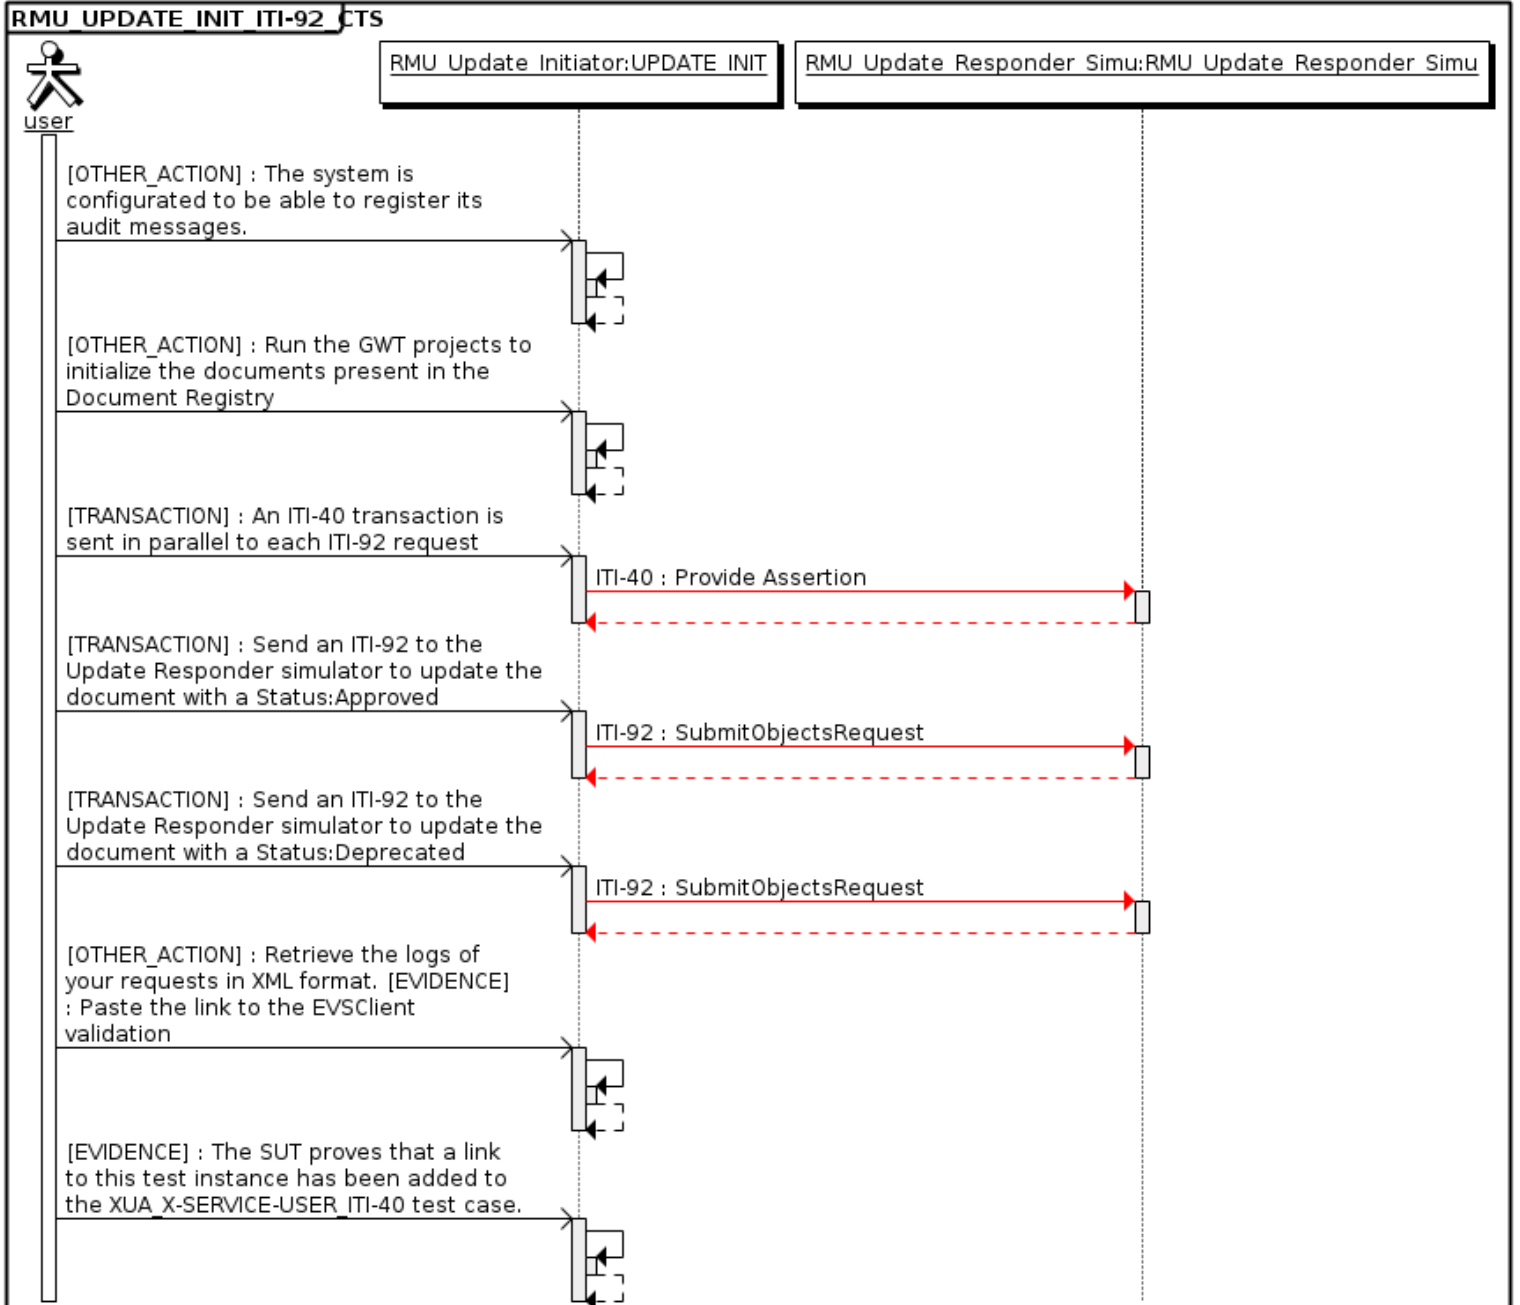 RMU_UPDATE_INIT_ITI-92_CTS
user
RMU_Update_Initiator:UPDATE_INIT
RMU_Update_Responder_Simu:RMU_Update_Responder_Simu
[OTHER_ACTION] : The system is
configurated to be able to register its
audit messages.
[OTHER_ACTION] : Run the GWT projects to
initialize the documents present in the
Document Registry
[TRANSACTION] : An ITI-40 transaction is
sent in parallel to each ITI-92 request
ITI-40 : Provide Assertion
[TRANSACTION] : Send an ITI-92 to the
Update Responder simulator to update the
document with a Status:Approved
ITI-92 : SubmitObjectsRequest
[TRANSACTION] : Send an ITI-92 to the
Update Responder simulator to update the
document with a Status:Deprecated
ITI-92 : SubmitObjectsRequest
[OTHER_ACTION] : Retrieve the logs of
your requests in XML format. [EVIDENCE]
: Paste the link to the EVSClient
validation
[EVIDENCE] : The SUT proves that a link
to this test instance has been added to
the XUA_X-SERVICE-USER_ITI-40 test case.